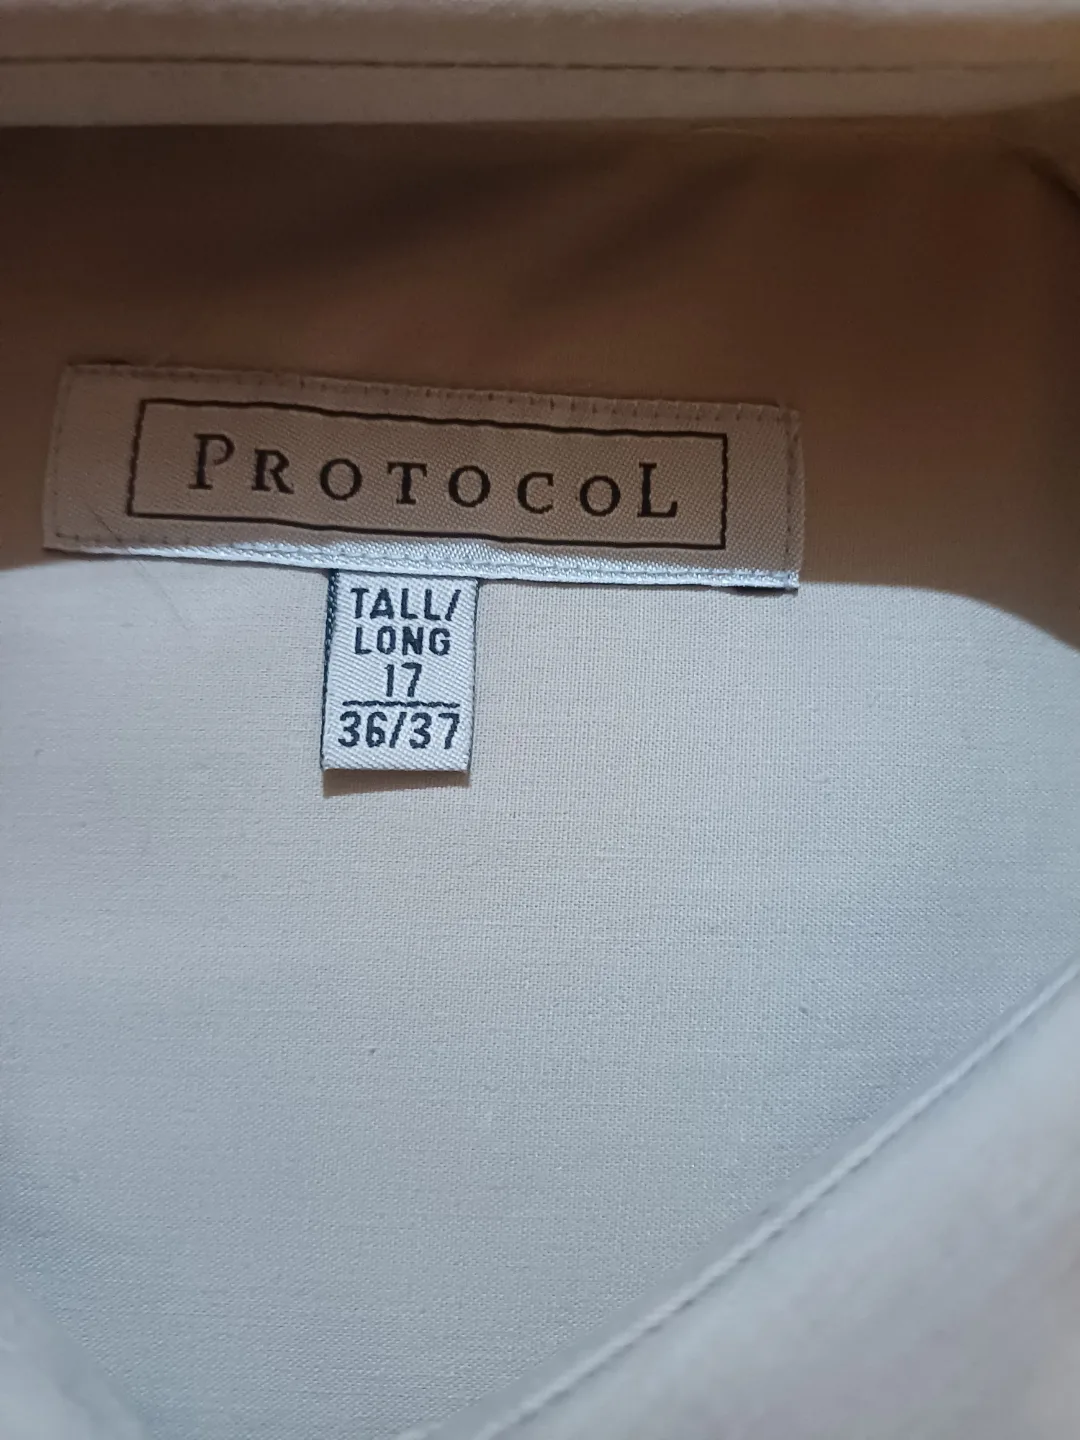 PROTOCOL
TALL/
LONG
17
36/37